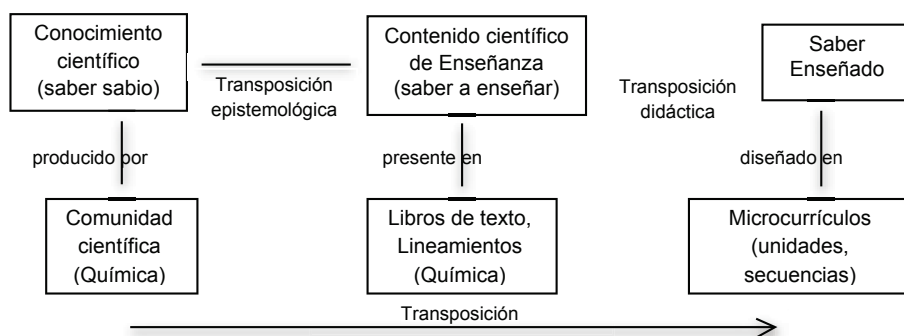 Conocimiento
científico
(saber sabio)
Transposición
epistemológica
Contenido científico
de Enseñanza
(saber a enseñar)
Transposición
didáctica
Saber
Enseñado
producido por
presente en
diseñado en
Comunidad
científica
(Química)
Libros de texto,
Lineamientos
(Química)
Microcurrículos
(unidades,
secuencias)
Transposición